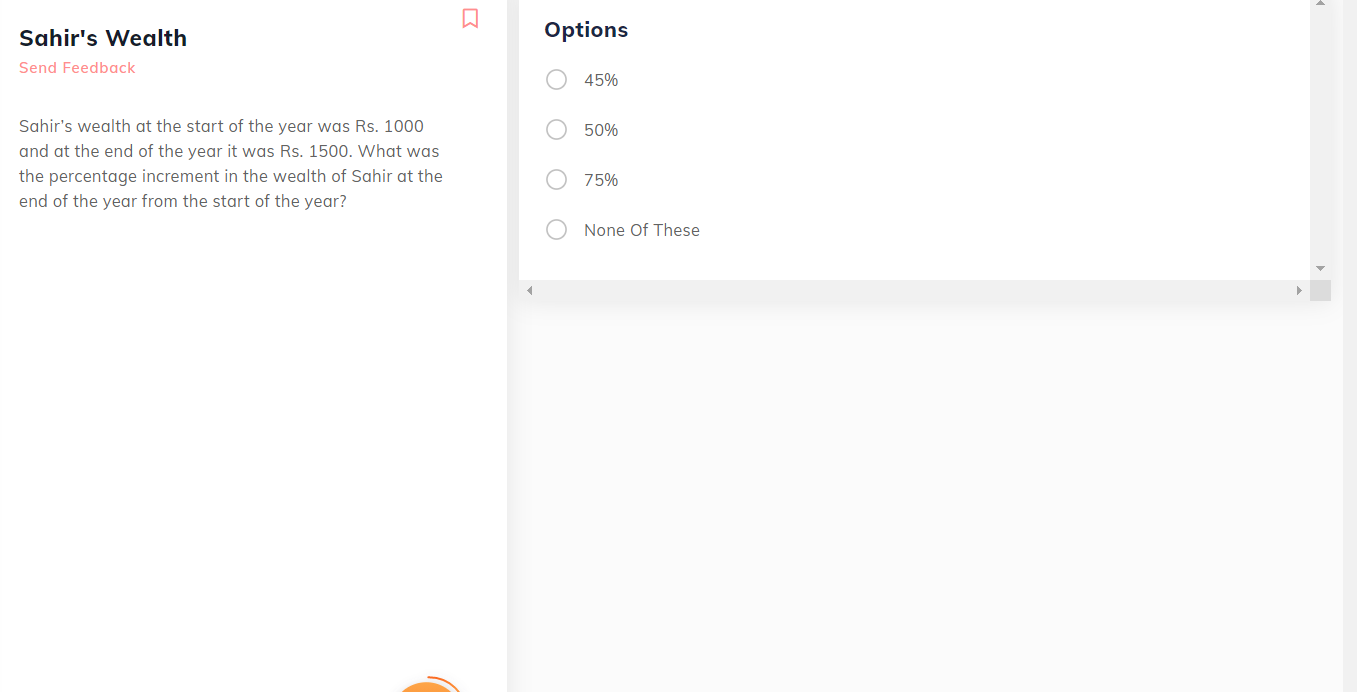 Sahir's Wealth
Send Feedback
Sahir’s wealth at the start of the year was Rs. 1000
and at the end of the year it was Rs. 1500. What was
the percentage increment in the wealth of Sahir at the
end of the year from the start of the year?
Options
45%
50%
75%
None Of These